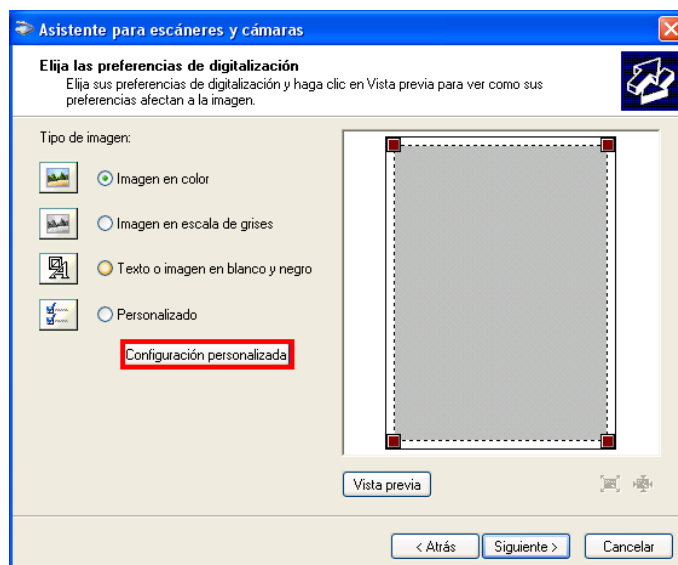 Asistente para escáneres y cámaras
Elija las preferencias de digitalización
Elija sus preferencias de digitalización y haga clic en Vista previa para ver como sus
preferencias afectan a la imagen.
Tipo de imagen:
Imagen en color
Imagen en escala de grises
Texto o imagen en blanco y negro
Personalizado
Configuración personalizada
Vista previa
< Atrás
Siguiente >
Cancelar